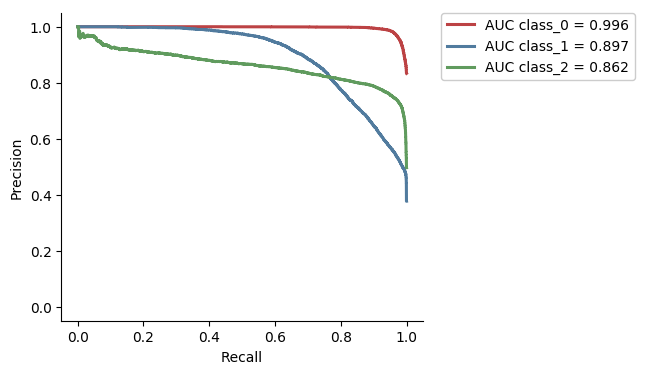 1.0
0.8
0.6
0.4
0.2
0.0
Precision
0.0 0.2 0.4 0.6 0.8 1.0
Recall
AUC class_0 = 0.996
AUC class_1 = 0.897
AUC class_2 = 0.862